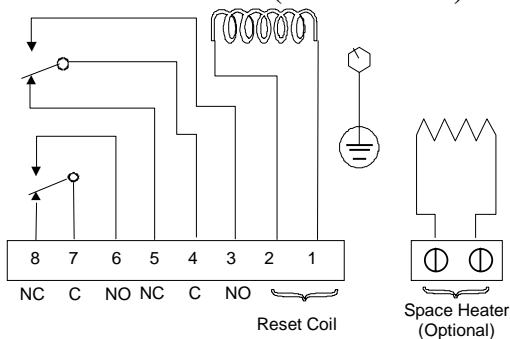 8 7 6 5 4 3 2 1
NC C NO NC C NO
Reset Coil
Space Heater
(Optional)